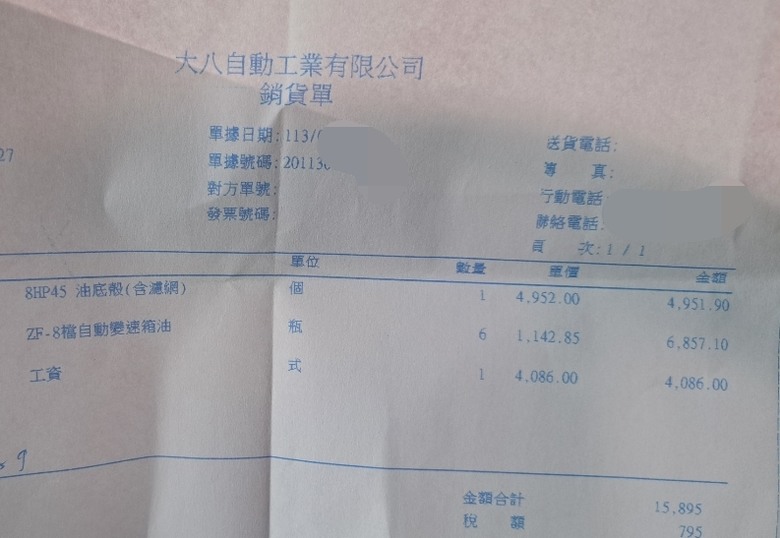 大八自動工業有限公司
銷貨單
單據日期:113/
送貨電話:
27
單據號碼:20113
傳 真:
對方單號:
行動電話:
發票號碼:
聯絡電話:
頁 次:1 / 1
單位 數量 單價 金額
8HP45 油底殼(含濾網) 個 1 4,952.00 4,951.90
ZF-8檔自動變速箱油 瓶 6 1,142.85 6,857.10
工資 式 1 4,086.00 4,086.00
9
金額合計 15,895
稅 額 795